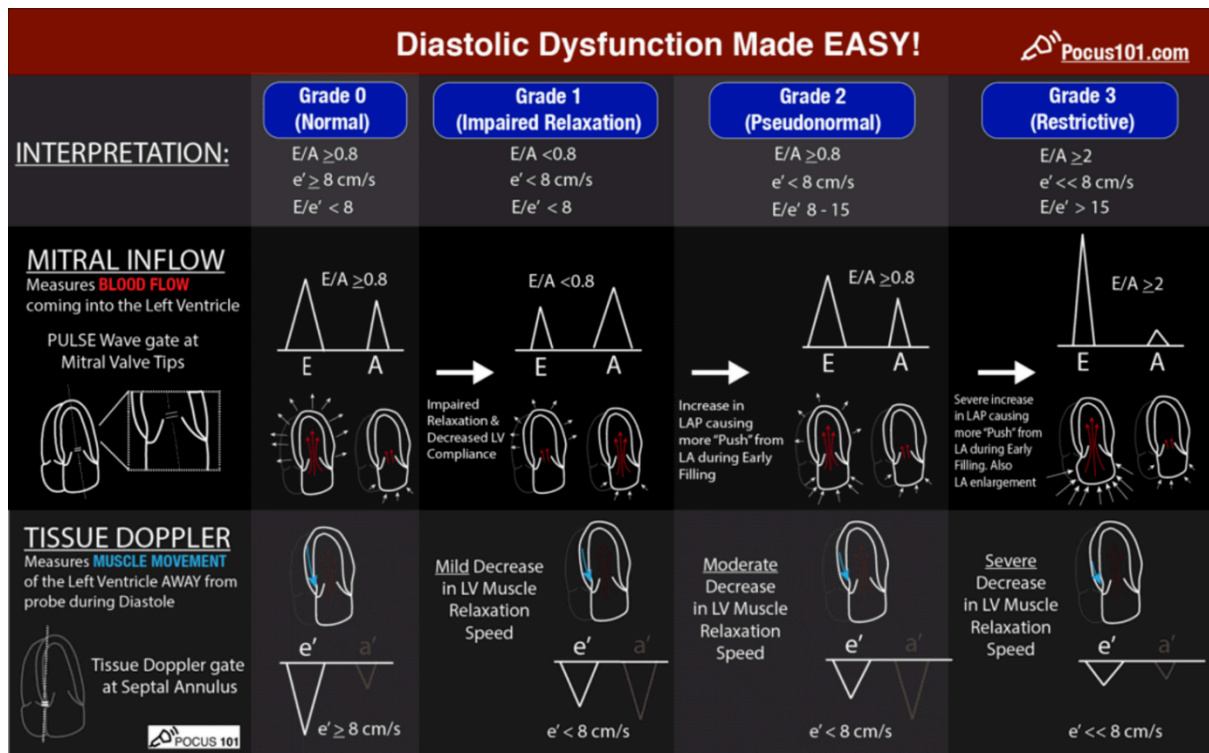 Diastolic Dysfunction Made EASY!
Pocus101.com
INTERPRETATION:
Grade 0
(Normal)
E/A ≥0.8
e' ≥ 8 cm/s
E/e' < 8
Grade 1
(Impaired Relaxation)
E/A <0.8
e' < 8 cm/s
E/e' < 8
Grade 2
(Pseudonormal)
E/A ≥0.8
e' < 8 cm/s
E/e' 8 - 15
Grade 3
(Restrictive)
E/A ≥2
e' << 8 cm/s
E/e' > 15
MITRAL INFLOW
Measures BLOOD FLOW
coming into the Left Ventricle
PULSE Wave gate at
Mitral Valve Tips
E/A ≥0.8
E A
E/A <0.8
E A
Impaired
Relaxation &
Decreased LV
Compliance
E/A ≥0.8
E A
Increase in
LAP causing
more "Push" from
LA during Early
Filling
E/A ≥2
E A
Severe increase
in LAP causing
more "Push" from
LA during Early
Filling. Also
LA enlargement
TISSUE DOPPLER
Measures MUSCLE MOVEMENT
of the Left Ventricle AWAY from
probe during Diastole
Tissue Doppler gate
at Septal Annulus
POCUS 101
e' a'
e' ≥ 8 cm/s
Mild Decrease
in LV Muscle
Relaxation
Speed
e' a'
e' < 8 cm/s
Moderate
Decrease
in LV Muscle
Relaxation
Speed
e' a'
e' < 8 cm/s
Severe
Decrease
in LV Muscle
Relaxation
Speed
e' a'
e' << 8 cm/s